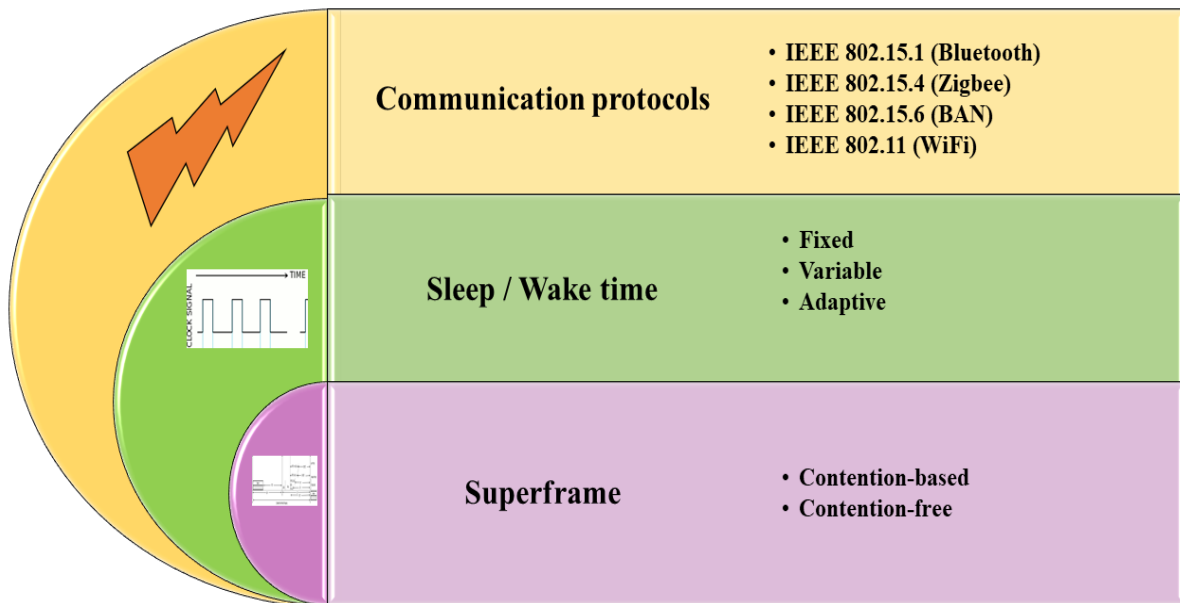 Communication protocols
• IEEE 802.15.1 (Bluetooth)
• IEEE 802.15.4 (Zigbee)
• IEEE 802.15.6 (BAN)
• IEEE 802.11 (WiFi)
TIME
CLOCK SIGNAL
Sleep / Wake time
• Fixed
• Variable
• Adaptive
Superframe
• Contention-based
• Contention-free